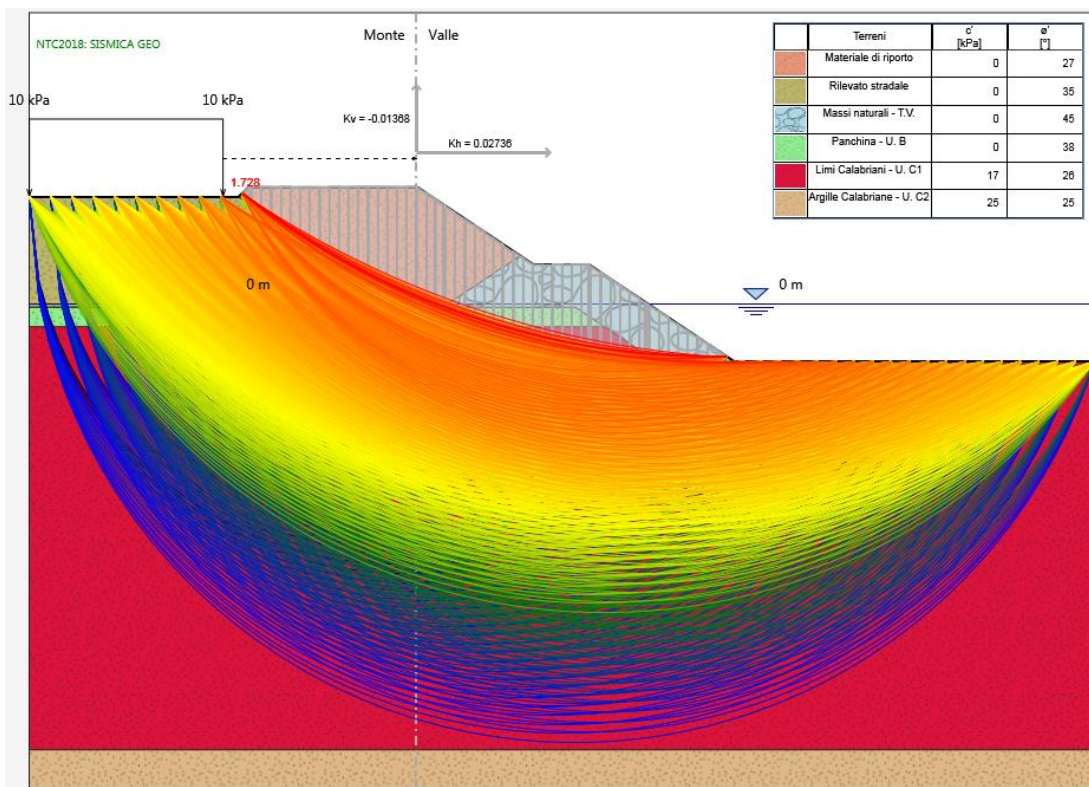 NTC2018: SISMICA GEO
Monte Valle
10 kPa 10 kPa
Kv = -0.01368
Kh = 0.02736
1.728
0 m 0 m
Terreni c' [kPa] ø' [°]
Materiale di riporto 0 27
Rilevato stradale 0 35
Massi naturali - T.V. 0 45
Panchina - U. B 0 38
Limi Calabriani - U. C1 17 26
Argille Calabriane - U. C2 25 25